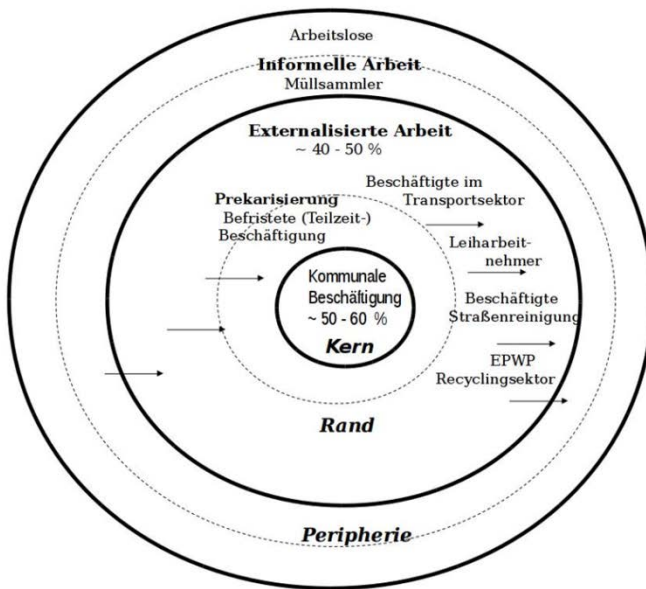 Arbeitslose
Informelle Arbeit
Müllsammler
Externalisierte Arbeit
~ 40 - 50 %
Prekarisierung
Befristete (Teilzeit-)
Beschäftigung
Beschäftigte im
Transportsektor
Leiharbeit-
nehmer
Beschäftigte
Straßenreinigung
EPWP
Recyclingsektor
Kommunale
Beschäftigung
~ 50 - 60 %
Kern
Rand
Peripherie